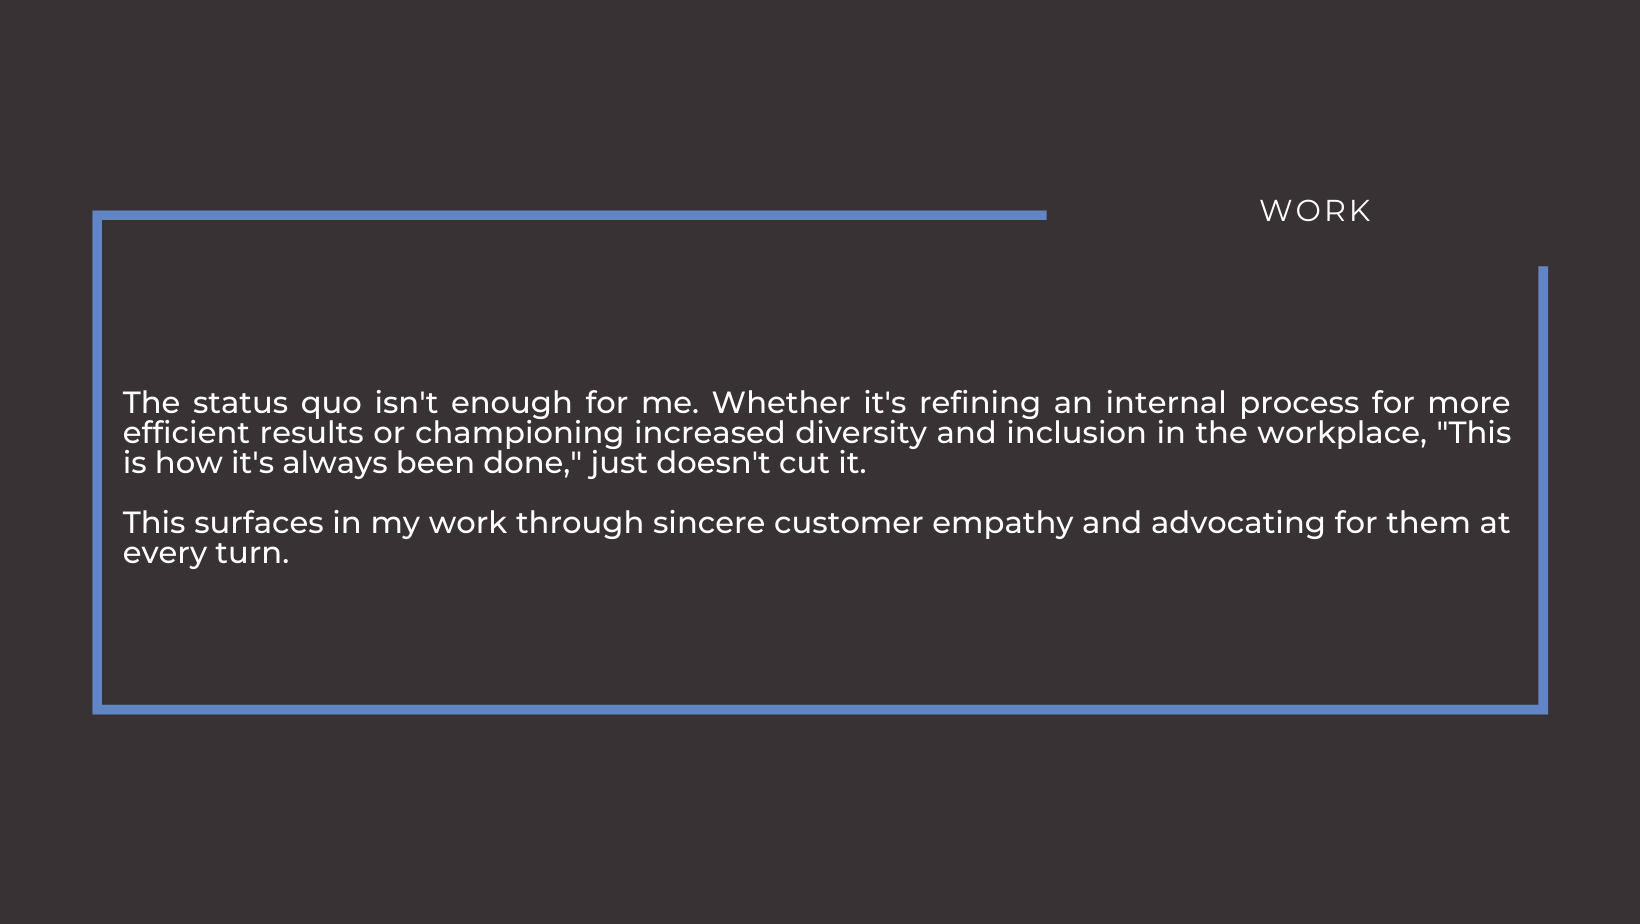 WORK
The status quo isn't enough for me. Whether it's refining an internal process for more
efficient results or championing increased diversity and inclusion in the workplace, "This
is how it's always been done," just doesn't cut it.
This surfaces in my work through sincere customer empathy and advocating for them at
every turn.